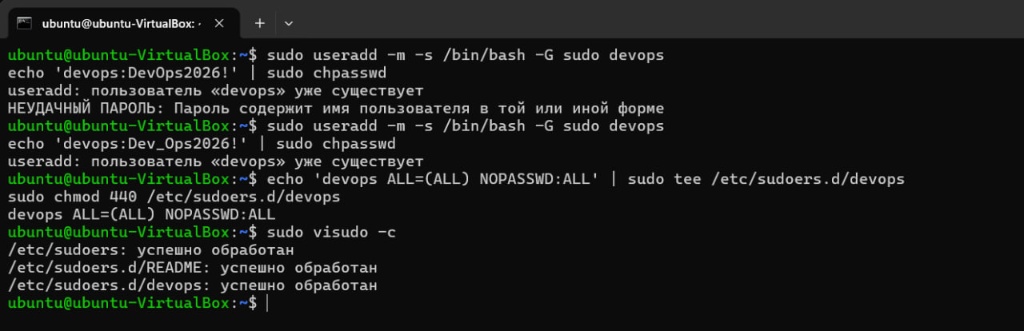 ubuntu@ubuntu-VirtualBox: ~
ubuntu@ubuntu-VirtualBox:~$ sudo useradd -m -s /bin/bash -G sudo devops
echo 'devops:DevOps2026!' | sudo chpasswd
useradd: пользователь «devops» уже существует
НЕУДАЧНЫЙ ПАРОЛЬ: Пароль содержит имя пользователя в той или иной форме
ubuntu@ubuntu-VirtualBox:~$ sudo useradd -m -s /bin/bash -G sudo devops
echo 'devops:Dev_Ops2026!' | sudo chpasswd
useradd: пользователь «devops» уже существует
ubuntu@ubuntu-VirtualBox:~$ echo 'devops ALL=(ALL) NOPASSWD:ALL' | sudo tee /etc/sudoers.d/devops
sudo chmod 440 /etc/sudoers.d/devops
devops ALL=(ALL) NOPASSWD:ALL
ubuntu@ubuntu-VirtualBox:~$ sudo visudo -c
/etc/sudoers: успешно обработан
/etc/sudoers.d/README: успешно обработан
/etc/sudoers.d/devops: успешно обработан
ubuntu@ubuntu-VirtualBox:~$